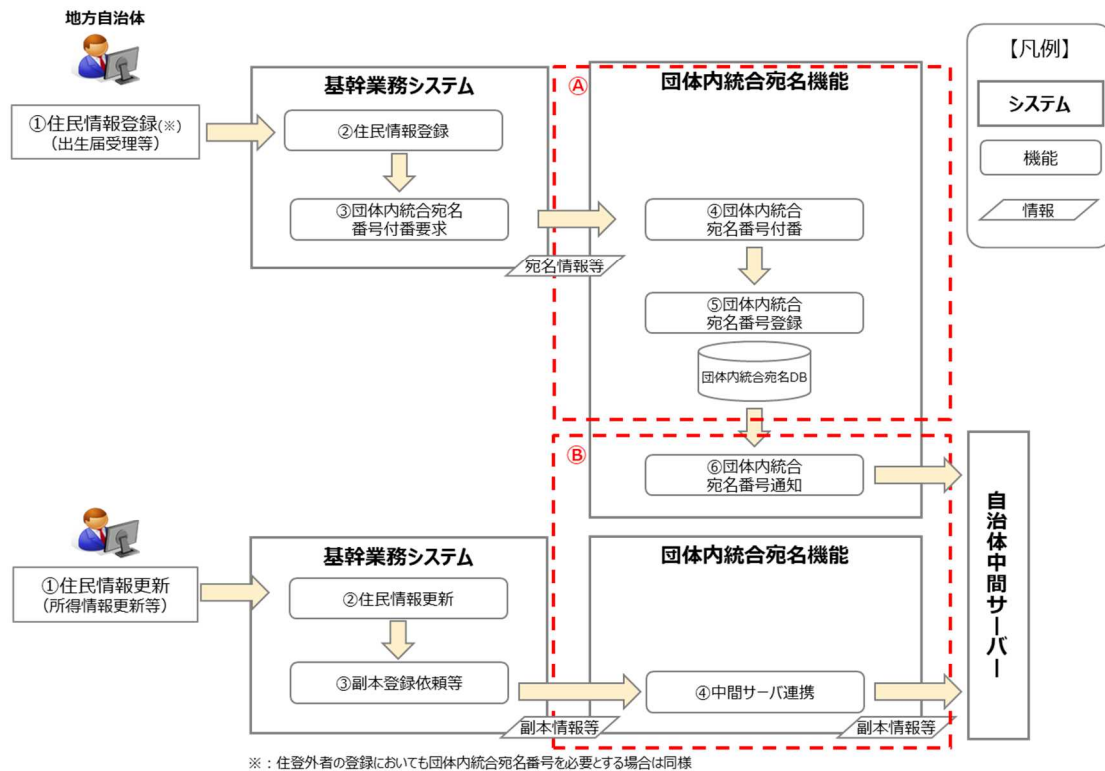 地方自治体
①住民情報登録(※)
（出生届受理等）
基幹業務システム
②住民情報登録
③団体内統合宛名
番号付番要求
宛名情報等
Ⓐ
団体内統合宛名機能
④団体内統合
宛名番号付番
⑤団体内統合
宛名番号登録
団体内統合宛名DB
Ⓑ
⑥団体内統合
宛名番号通知
【凡例】
システム
機能
情報
①住民情報更新
（所得情報更新等）
基幹業務システム
②住民情報更新
③副本登録依頼等
副本情報等
団体内統合宛名機能
④中間サーバ連携
副本情報等
自治体中間サーバー
※：住登外者の登録においても団体内統合宛名番号を必要とする場合は同様